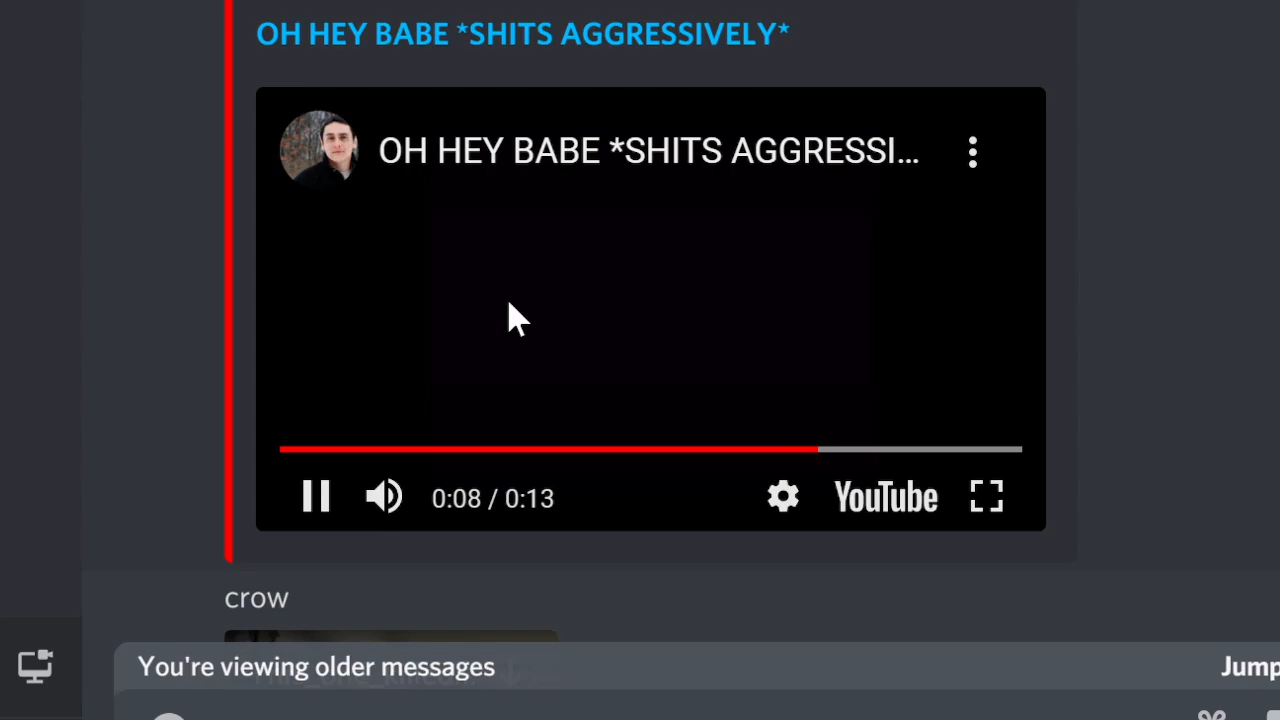 OH HEY BABE *SHITS AGGRESSIVELY*
OH HEY BABE *SHITS AGGRESSI...
0:08 / 0:13
YouTube
crow
You're viewing older messages
Jump